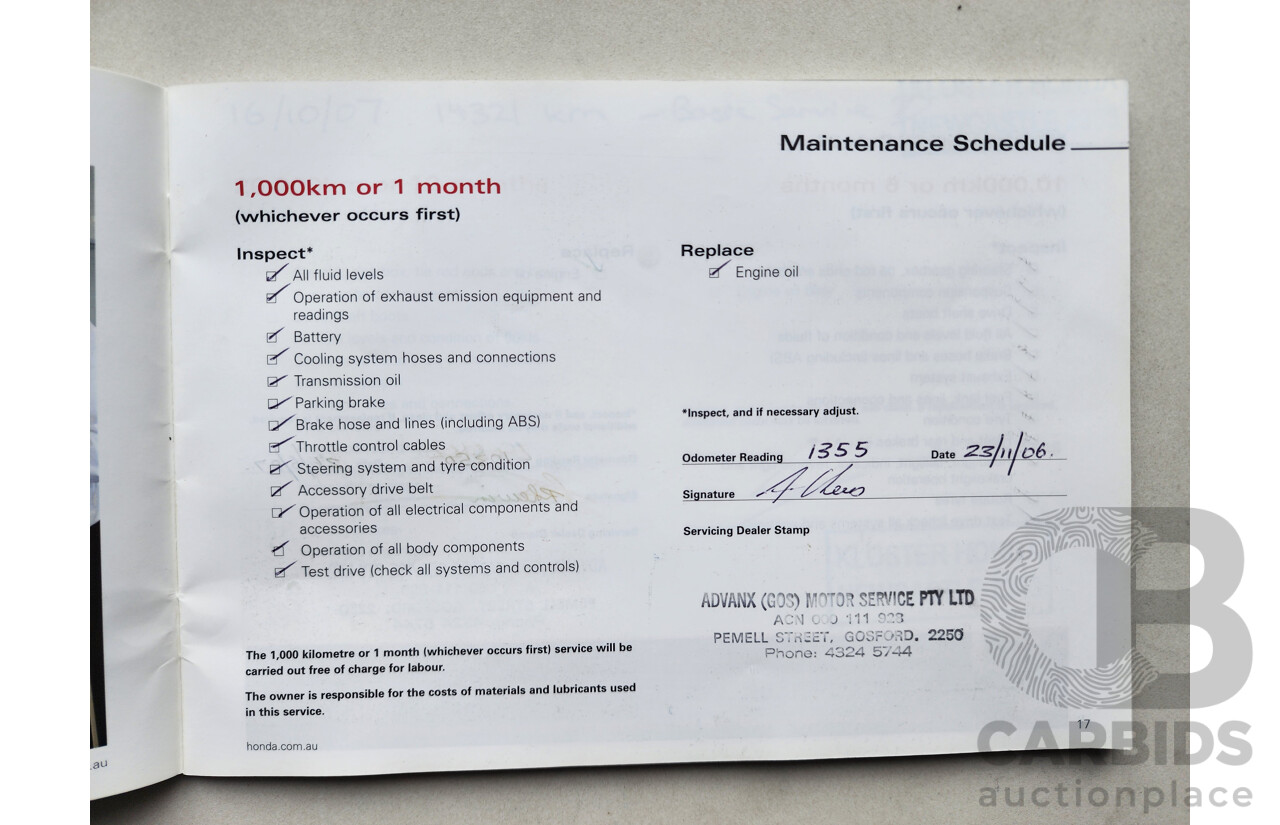 Maintenance Schedule
1,000km or 1 month
(whichever occurs first)
Inspect*
All fluid levels
Operation of exhaust emission equipment and
readings
Battery
Cooling system hoses and connections
Transmission oil
Parking brake
Brake hose and lines (including ABS)
Throttle control cables
Steering system and tyre condition
Accessory drive belt
Operation of all electrical components and
accessories
Operation of all body components
Test drive (check all systems and controls)
The 1,000 kilometre or 1 month (whichever occurs first) service will be
carried out free of charge for labour.
The owner is responsible for the costs of materials and lubricants used
in this service.
honda.com.au
.au
Replace
Engine oil
*Inspect, and if necessary adjust.
Odometer Reading 1355 Date 23/11/06.
Signature
Servicing Dealer Stamp
ADVANX (GOS) MOTOR SERVICE PTY LTD
ACN 000 111 928
PEMELL STREET, GOSFORD. 2250
Phone: 4324 5744
17
CARBIDS
auctionplace